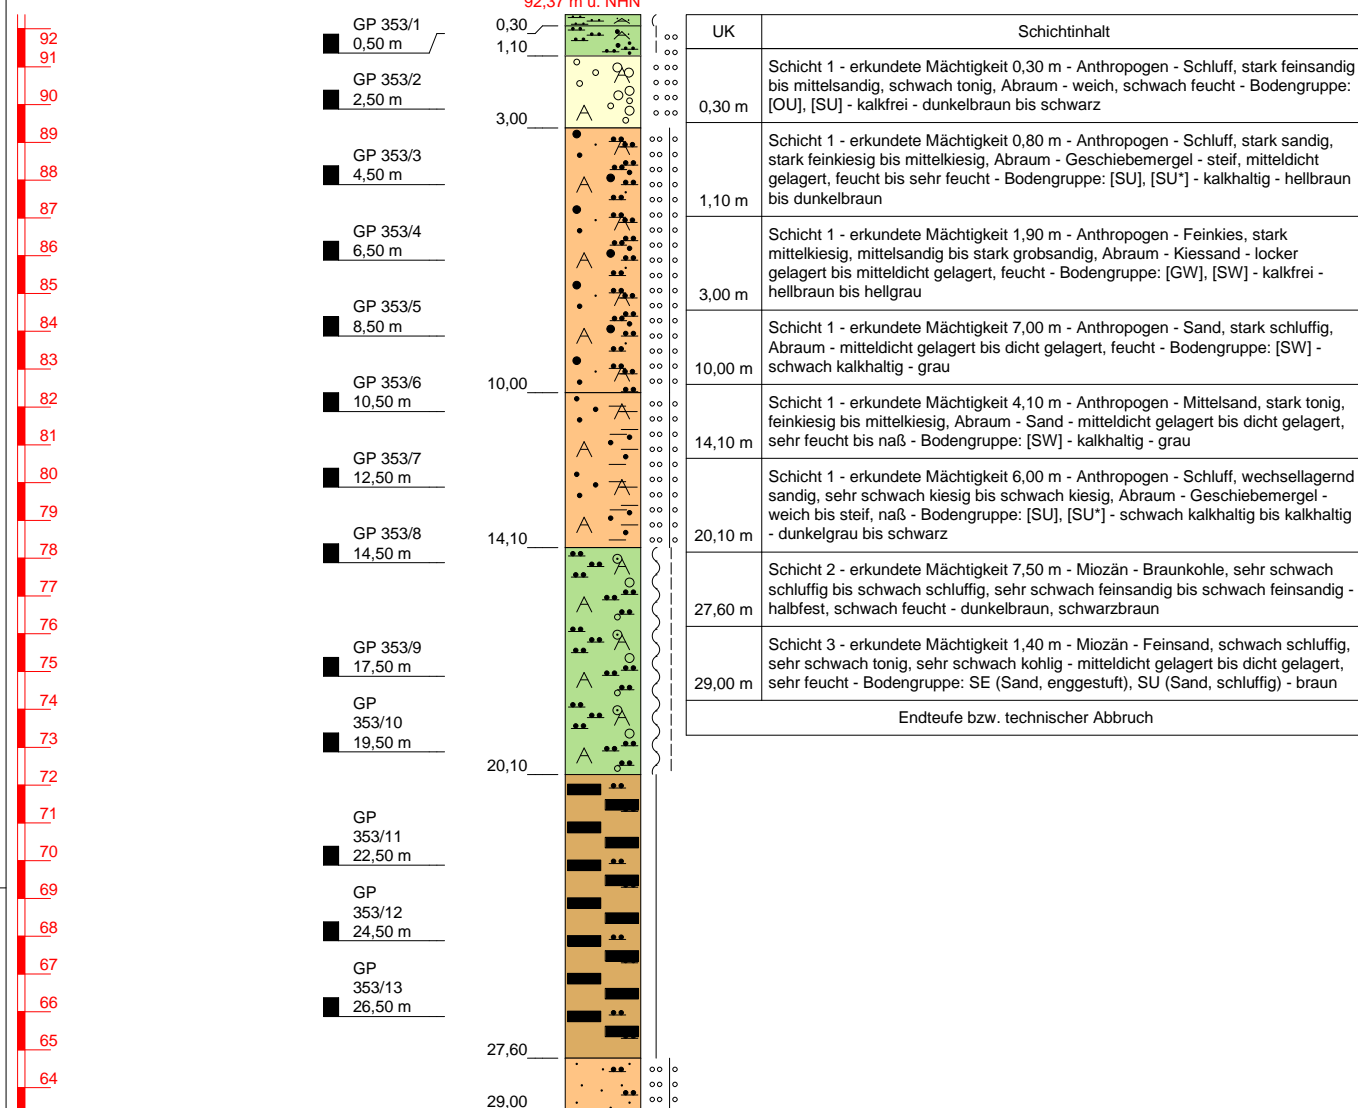 92,37 m ü. NHN
92
91
90
89
88
87
86
85
84
83
82
81
80
79
78
77
76
75
74
73
72
71
70
69
68
67
66
65
64
GP 353/1
0,50 m
GP 353/2
2,50 m
GP 353/3
4,50 m
GP 353/4
6,50 m
GP 353/5
8,50 m
GP 353/6
10,50 m
GP 353/7
12,50 m
GP 353/8
14,50 m
GP 353/9
17,50 m
GP
353/10
19,50 m
GP
353/11
22,50 m
GP
353/12
24,50 m
GP
353/13
26,50 m
0,30
1,10
3,00
10,00
14,10
20,10
27,60
29,00
UK
Schichtinhalt
0,30 m
Schicht 1 - erkundete Mächtigkeit 0,30 m - Anthropogen - Schluff, stark feinsandig
bis mittelsandig, schwach tonig, Abraum - weich, schwach feucht - Bodengruppe:
[OU], [SU] - kalkfrei - dunkelbraun bis schwarz
1,10 m
Schicht 1 - erkundete Mächtigkeit 0,80 m - Anthropogen - Schluff, stark sandig,
stark feinkiesig bis mittelkiesig, Abraum - Geschiebemergel - steif, mitteldicht
gelagert, feucht bis sehr feucht - Bodengruppe: [SU], [SU*] - kalkhaltig - hellbraun
bis dunkelbraun
3,00 m
Schicht 1 - erkundete Mächtigkeit 1,90 m - Anthropogen - Feinkies, stark
mittelkiesig, mittelsandig bis stark grobsandig, Abraum - Kiessand - locker
gelagert bis mitteldicht gelagert, feucht - Bodengruppe: [GW], [SW] - kalkfrei -
hellbraun bis hellgrau
10,00 m
Schicht 1 - erkundete Mächtigkeit 7,00 m - Anthropogen - Sand, stark schluffig,
Abraum - mitteldicht gelagert bis dicht gelagert, feucht - Bodengruppe: [SW] -
schwach kalkhaltig - grau
14,10 m
Schicht 1 - erkundete Mächtigkeit 4,10 m - Anthropogen - Mittelsand, stark tonig,
feinkiesig bis mittelkiesig, Abraum - Sand - mitteldicht gelagert bis dicht gelagert,
sehr feucht bis naß - Bodengruppe: [SW] - kalkhaltig - grau
20,10 m
Schicht 1 - erkundete Mächtigkeit 6,00 m - Anthropogen - Schluff, wechsellagernd
sandig, sehr schwach kiesig bis schwach kiesig, Abraum - Geschiebemergel -
weich bis steif, naß - Bodengruppe: [SU], [SU*] - schwach kalkhaltig bis kalkhaltig
- dunkelgrau bis schwarz
27,60 m
Schicht 2 - erkundete Mächtigkeit 7,50 m - Miozän - Braunkohle, sehr schwach
schluffig bis schwach schluffig, sehr schwach feinsandig bis schwach feinsandig -
halbfest, schwach feucht - dunkelbraun, schwarzbraun
29,00 m
Schicht 3 - erkundete Mächtigkeit 1,40 m - Miozän - Feinsand, schwach schluffig,
sehr schwach tonig, sehr schwach kohlig - mitteldicht gelagert bis dicht gelagert,
sehr feucht - Bodengruppe: SE (Sand, enggestuft), SU (Sand, schluffig) - braun
Endteufe bzw. technischer Abbruch